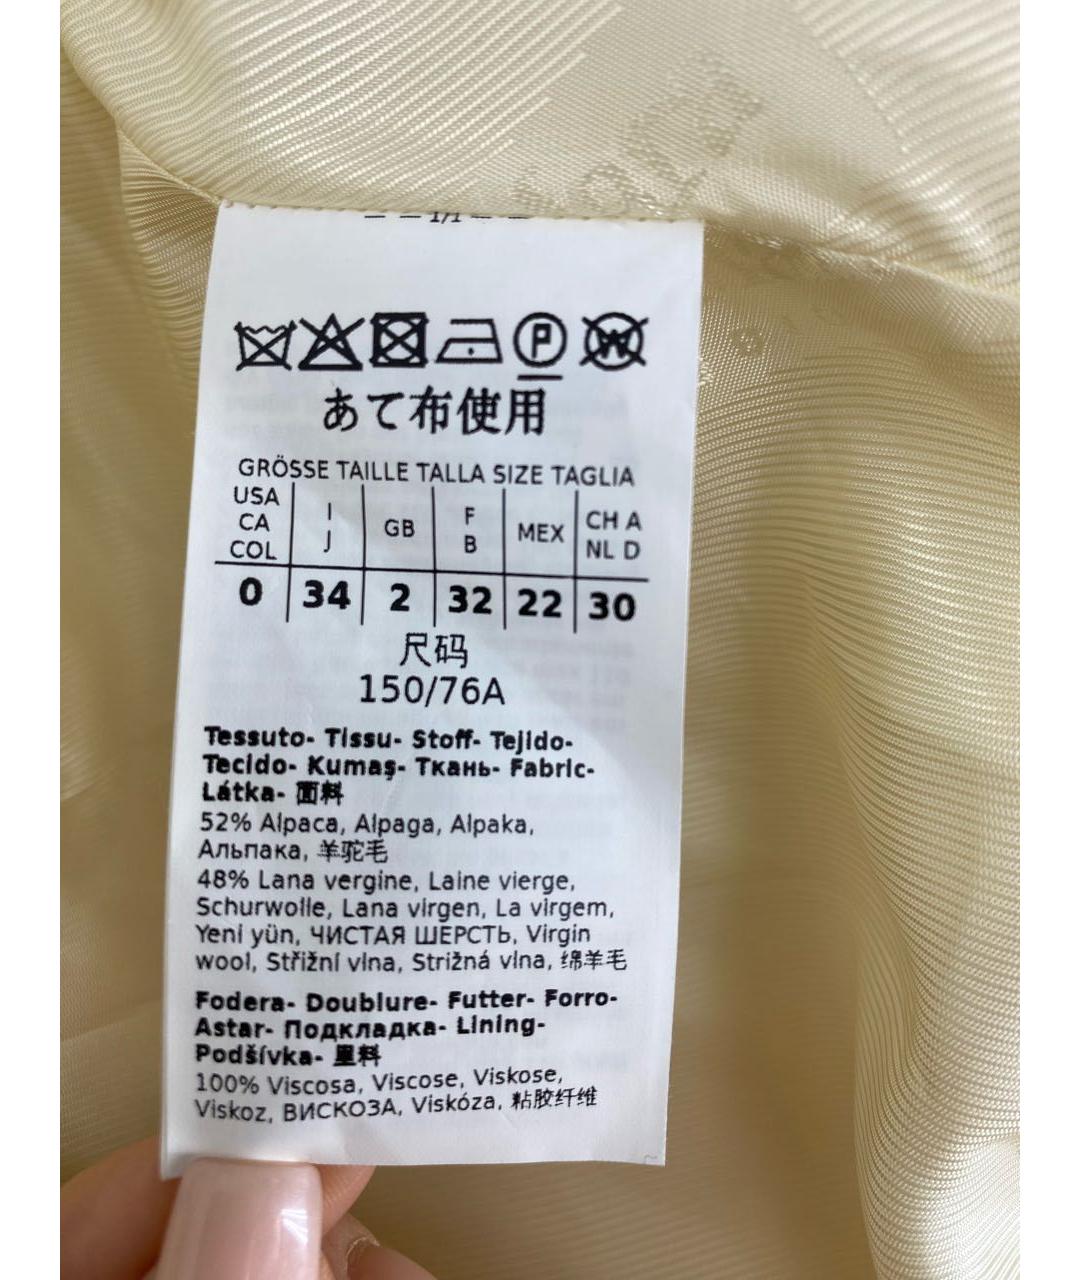 1/1
P
W
あて布使用
GRÖSSE TAILLE TALLA SIZE TAGLIA
USA CA COL
I J
GB
F B
MEX
CH A NL D
0 34 2 32 22 30
尺码
150/76A
Tessuto- Tissu- Stoff- Tejido-
Tecido- Kumaş- Ткань- Fabric-
Látka- 面料
52% Alpaca, Alpaga, Alpaka,
Альпака, 羊驼毛
48% Lana vergine, Laine vierge,
Schurwolle, Lana virgen, La virgem,
Yeni yün, ЧИСТАЯ ШЕРСТЬ, Virgin
wool, Střižní vlna, Strižná vlna, 绵羊毛
Fodera- Doublure- Futter- Forro-
Astar- Подкладка- Lining-
Podšívka- 里料
100% Viscosa, Viscose, Viskose,
Viskoz, ВИСКОЗА, Viskóza, 粘胶纤维